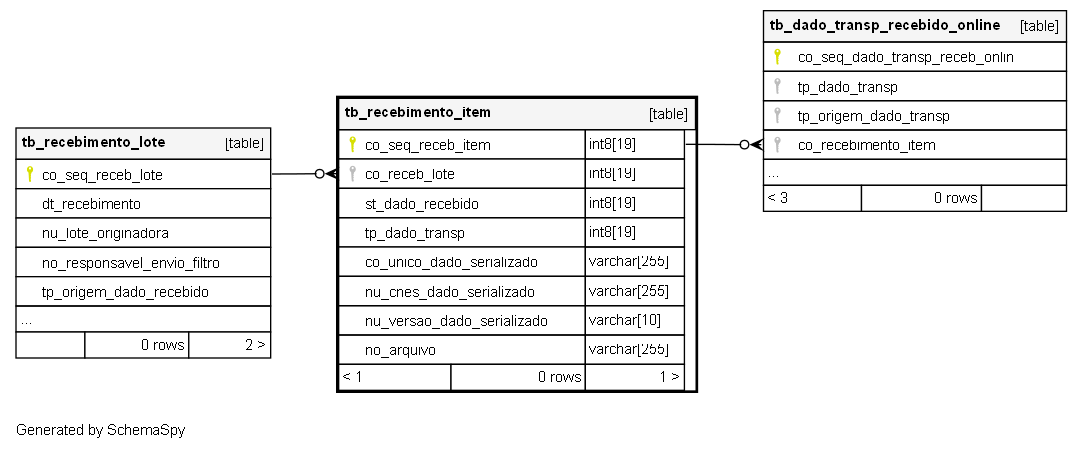 tb_recebimento_lote [table]
co_seq_receb_lote
dt_recebimento
nu_lote_originadora
no_responsavel_envio_filtro
tp_origem_dado_recebido
...
0 rows 2 >
tb_recebimento_item [table]
co_seq_receb_item int8[19]
co_receb_lote int8[19]
st_dado_recebido int8[19]
tp_dado_transp int8[19]
co_unico_dado_serializado varchar[255]
nu_cnes_dado_serializado varchar[255]
nu_versao_dado_serializado varchar[10]
no_arquivo varchar[255]
< 1 0 rows 1 >
tb_dado_transp_recebido_online [table]
co_seq_dado_transp_receb_onlin
tp_dado_transp
tp_origem_dado_transp
co_recebimento_item
...
< 3 0 rows
Generated by SchemaSpy